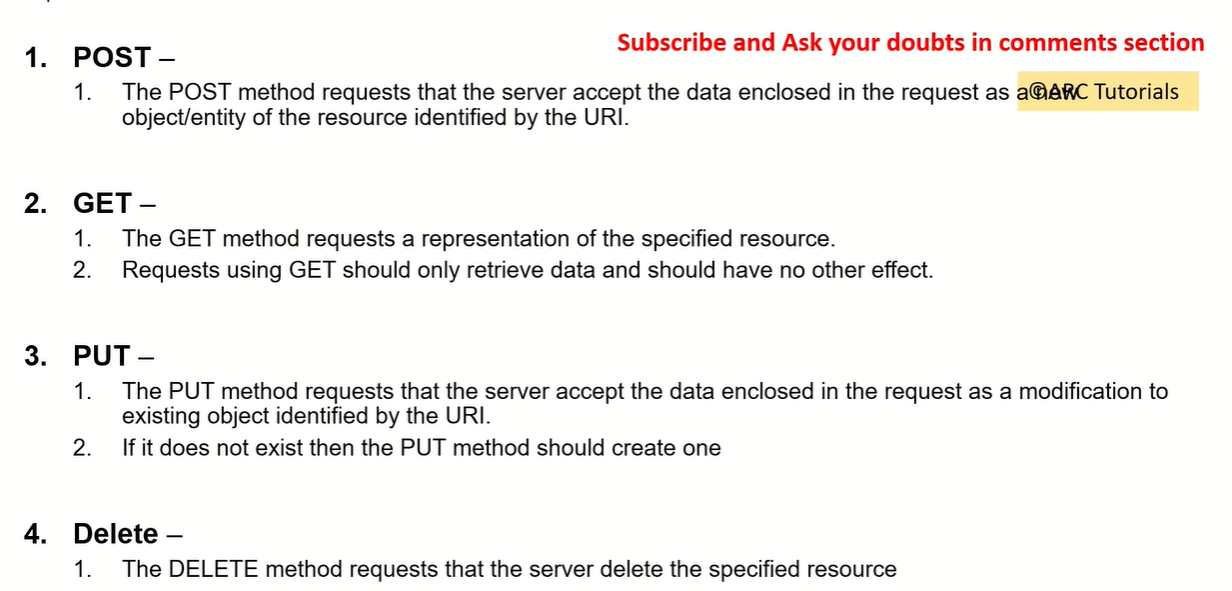 Subscribe and Ask your doubts in comments section
1. POST –
1. The POST method requests that the server accept the data enclosed in the request as a new
©ARC Tutorials
object/entity of the resource identified by the URI.
2. GET –
1. The GET method requests a representation of the specified resource.
2. Requests using GET should only retrieve data and should have no other effect.
3. PUT –
1. The PUT method requests that the server accept the data enclosed in the request as a modification to
existing object identified by the URI.
2. If it does not exist then the PUT method should create one
4. Delete –
1. The DELETE method requests that the server delete the specified resource